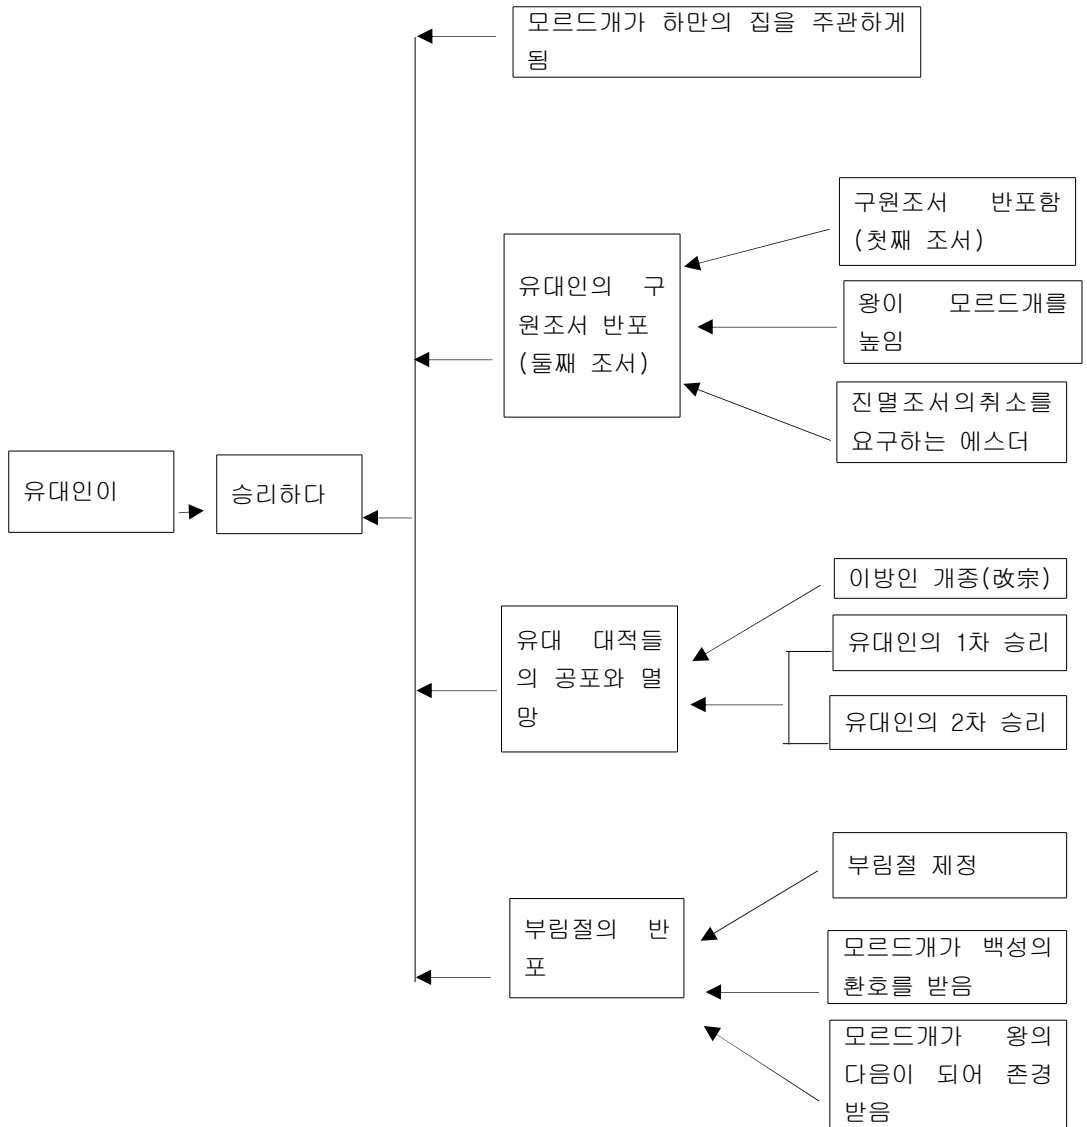 모르드개가 하만의 집을 주관하게
됨
구원조서 반포함
(첫째 조서)
유대인의 구
원조서 반포
(둘째 조서)
왕이 모르드개를
높임
진멸조서의취소를
요구하는 에스더
유대인이
승리하다
이방인 개종(改宗)
유대 대적들
의 공포와 멸
망
유대인의 1차 승리
유대인의 2차 승리
부림절 제정
부림절의 반
포
모르드개가 백성의
환호를 받음
모르드개가 왕의
다음이 되어 존경
받음